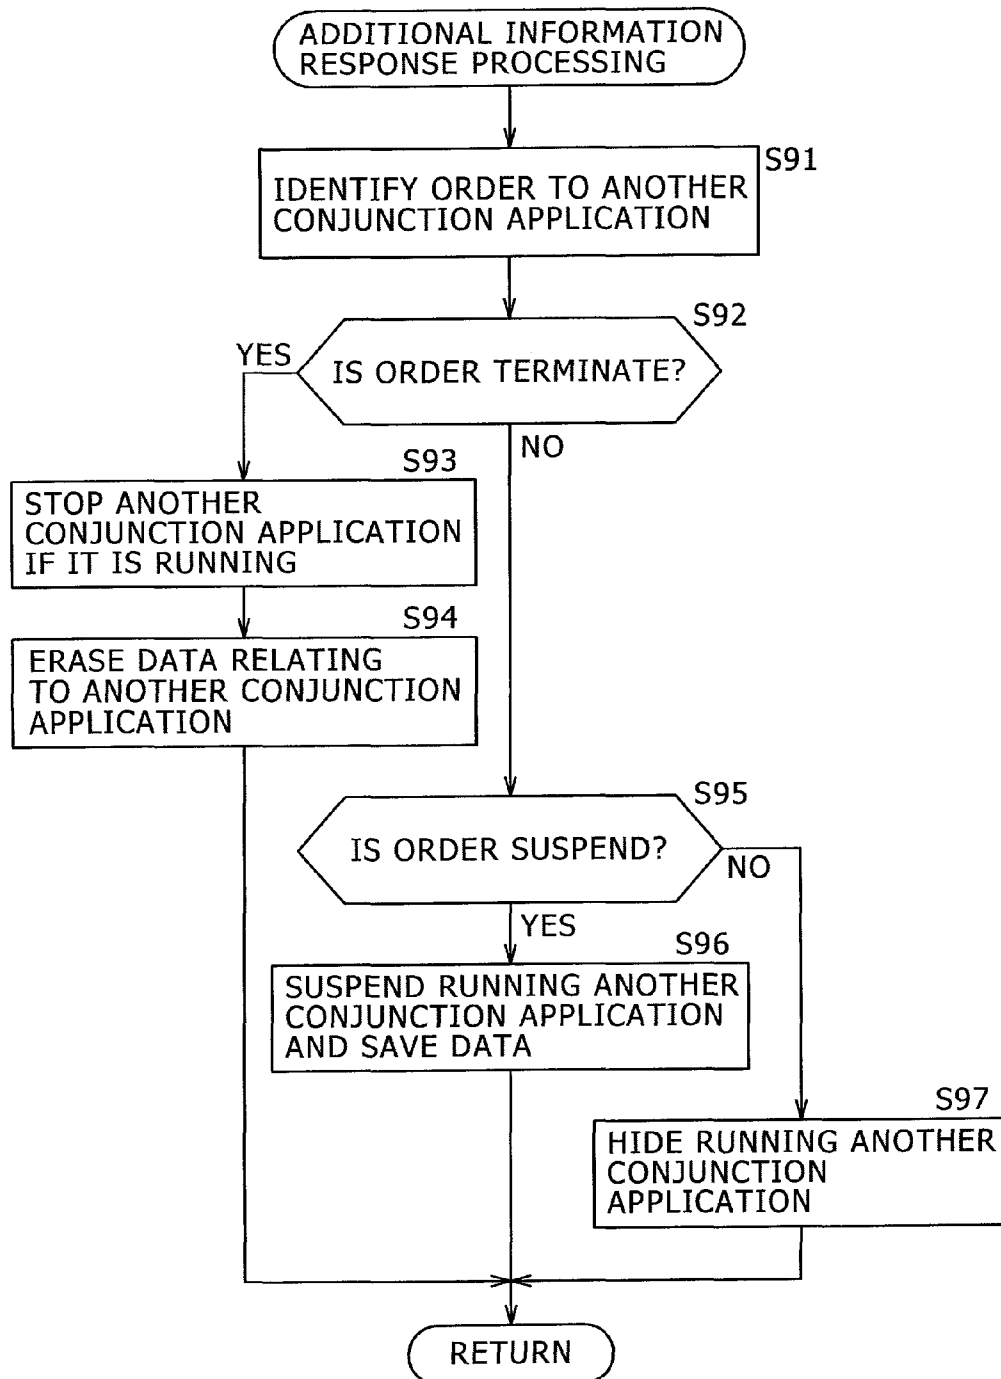 ADDITIONAL INFORMATION
RESPONSE PROCESSING
S91
IDENTIFY ORDER TO ANOTHER
CONJUNCTION APPLICATION
S92
IS ORDER TERMINATE?
YES
NO
S93
STOP ANOTHER
CONJUNCTION APPLICATION
IF IT IS RUNNING
S94
ERASE DATA RELATING
TO ANOTHER CONJUNCTION
APPLICATION
S95
IS ORDER SUSPEND?
NO
YES
S96
SUSPEND RUNNING ANOTHER
CONJUNCTION APPLICATION
AND SAVE DATA
S97
HIDE RUNNING ANOTHER
CONJUNCTION
APPLICATION
RETURN